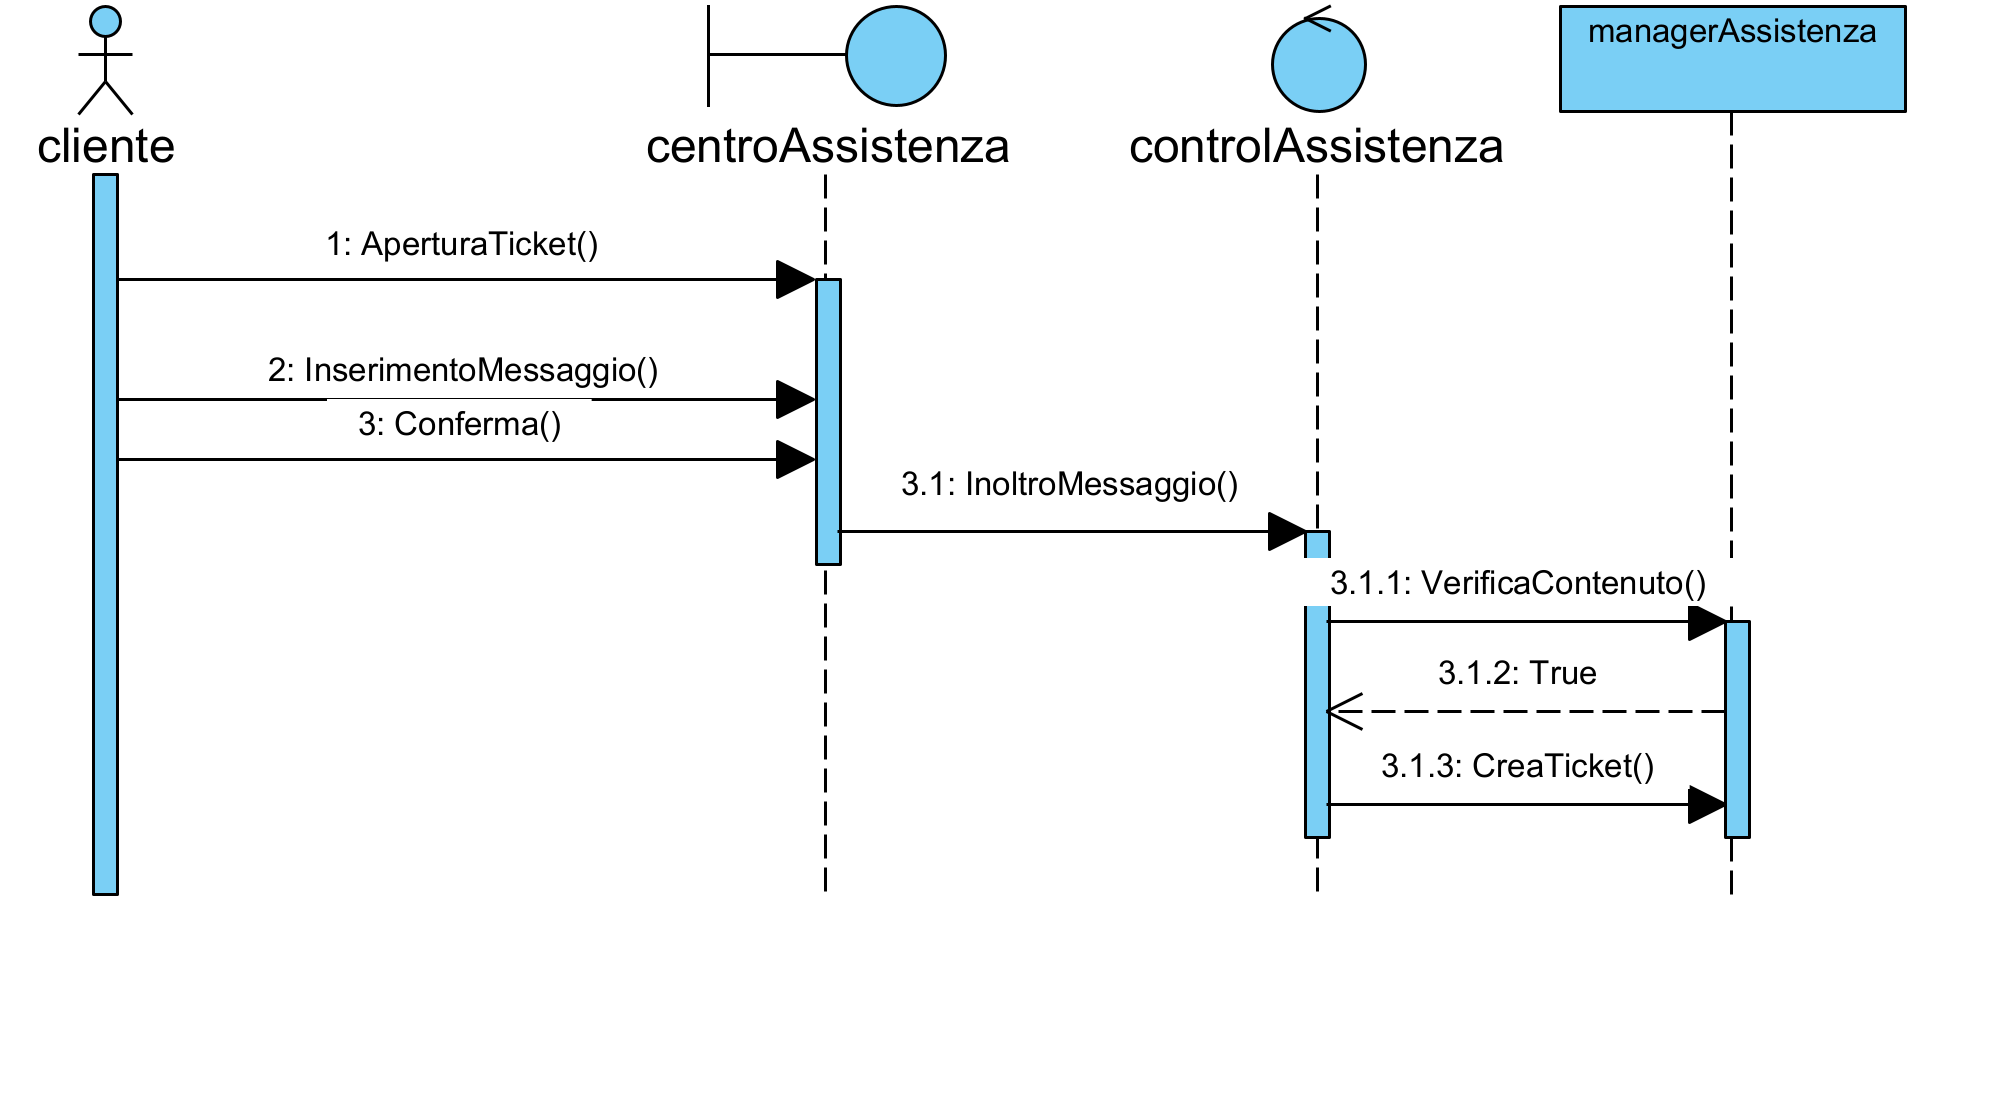 managerAssistenza
cliente
centroAssistenza
controlAssistenza
1: AperturaTicket()
2: InserimentoMessaggio()
3: Conferma()
3.1: InoltroMessaggio()
3.1.1: VerificaContenuto()
3.1.2: True
3.1.3: CreaTicket()